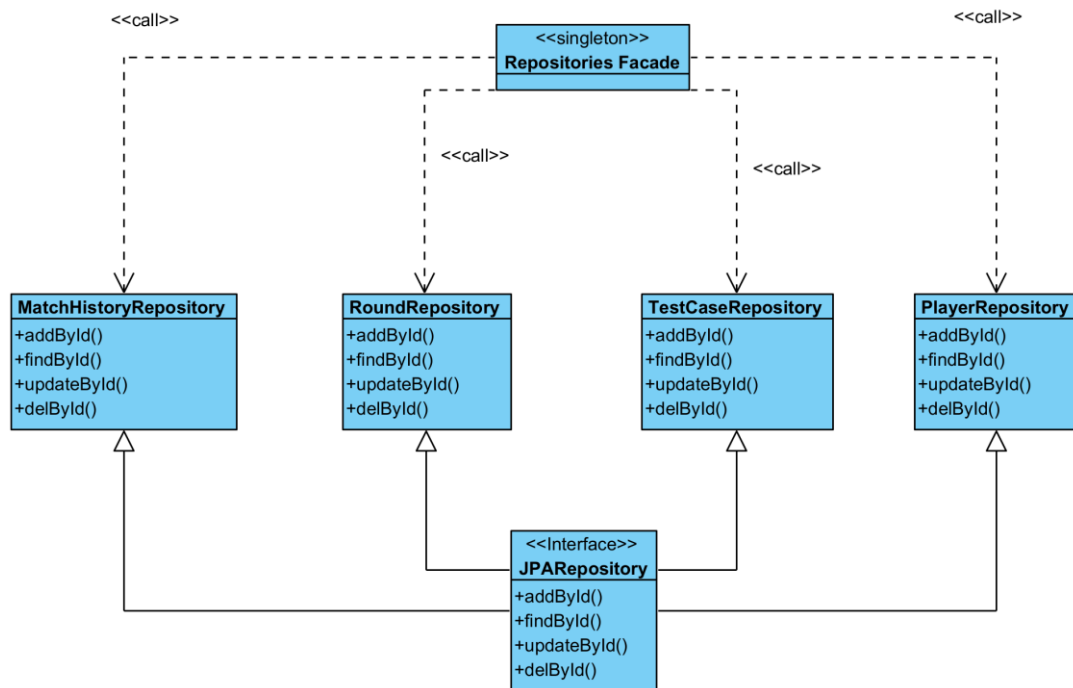 <<call>>
<<call>>
<<singleton>>
Repositories Facade
<<call>>
<<call>>
MatchHistoryRepository
+addById()
+findById()
+updateById()
+delById()
RoundRepository
+addById()
+findById()
+updateById()
+delById()
TestCaseRepository
+addById()
+findById()
+updateById()
+delById()
PlayerRepository
+addById()
+findById()
+updateById()
+delById()
<<Interface>>
JPARepository
+addById()
+findById()
+updateById()
+delById()